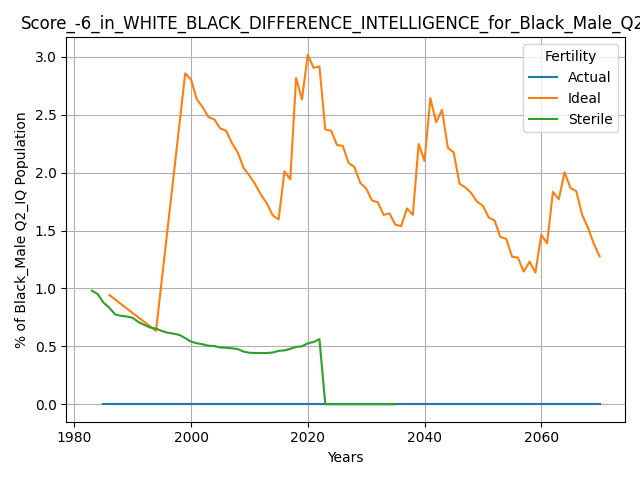 Score_-6_in_WHITE_BLACK_DIFFERENCE_INTELLIGENCE_for_Black_Male_Q2
Fertility
Actual
Ideal
Sterile
% of Black_Male Q2_IQ Population
3.0
2.5
2.0
1.5
1.0
0.5
0.0
1980 2000 2020 2040 2060
Years